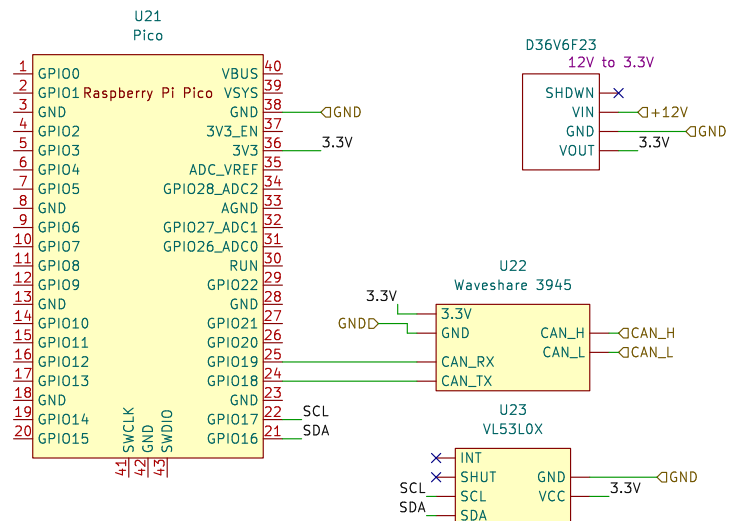 U21
Pico
1 GPIO0 VBUS 40
2 GPIO1 Raspberry Pi Pico VSYS 39
3 GND GND 38 GND
4 GPIO2 3V3_EN 37
5 GPIO3 3V3 36 3.3V
6 GPIO4 ADC_VREF 35
7 GPIO5 GPIO28_ADC2 34
8 GND AGND 33
9 GPIO6 GPIO27_ADC1 32
10 GPIO7 GPIO26_ADC0 31
11 GPIO8 RUN 30
12 GPIO9 GPIO22 29
13 GND GND 28
14 GPIO10 GPIO21 27
15 GPIO11 GPIO20 26
16 GPIO12 GPIO19 25
17 GPIO13 GPIO18 24
18 GND GND 23
19 GPIO14 GPIO17 22 SCL
20 GPIO15 GPIO16 21 SDA
SWCLK GND SWDIO
41 42 43
D36V6F23
12V to 3.3V
SHDWN
VIN +12V
GND GND
VOUT 3.3V
U22
Waveshare 3945
3.3V 3.3V
GND GND CAN_H CAN_H
CAN_L CAN_L
CAN_RX
CAN_TX
U23
VL53L0X
INT
SHUT GND GND
SCL SCL VCC 3.3V
SDA SDA